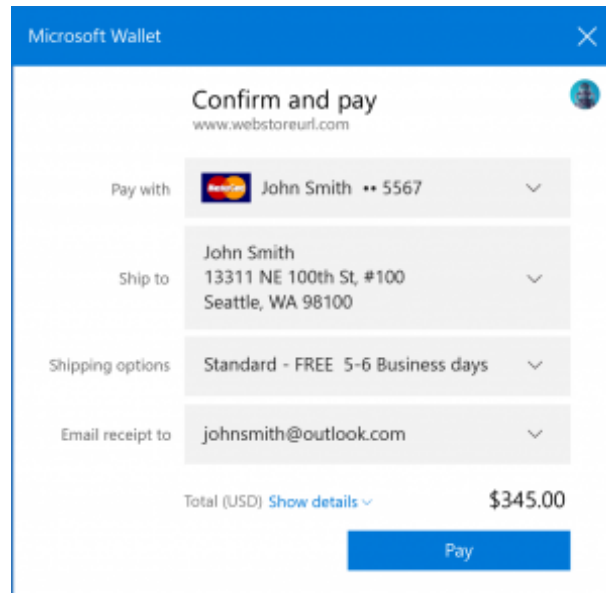 Microsoft Wallet
Confirm and pay
www.webstoreurl.com
Pay with
MasterCard
John Smith •• 5567
Ship to
John Smith
13311 NE 100th St, #100
Seattle, WA 98100
Shipping options
Standard - FREE 5-6 Business days
Email receipt to
johnsmith@outlook.com
Total (USD) Show details
$345.00
Pay